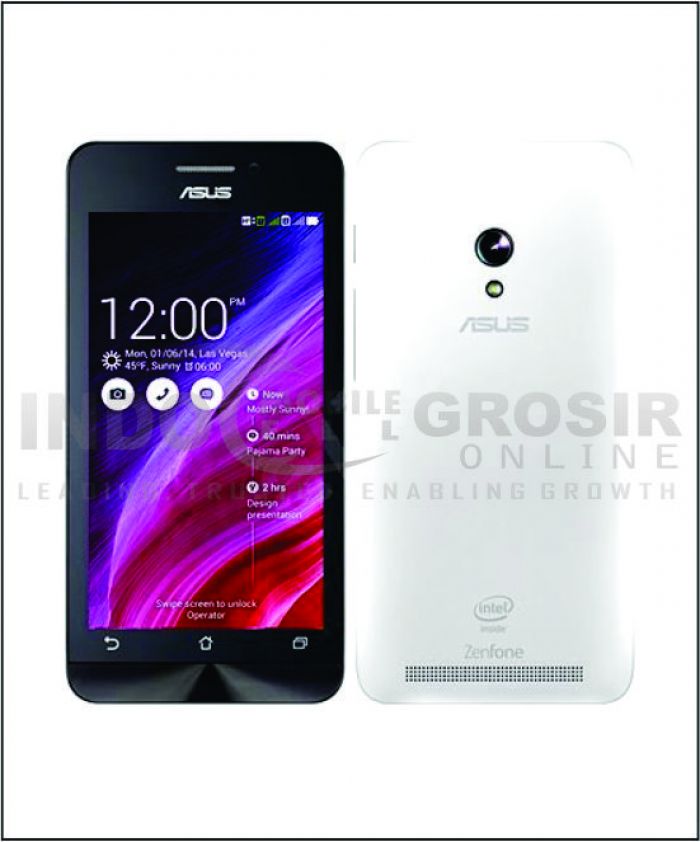 ASUS
12:00 PM
Mon, 01/06/14, Las Vegas
45°F, Sunny 06:00
Now
Mostly Sunny!
40 mins
Pajama Party
2 hrs
Design
presentation
Swipe screen to unlock
Operator
ASUS
intel
inside
Zenfone
GROSIR
ONLINE
ENABLING GROWTH